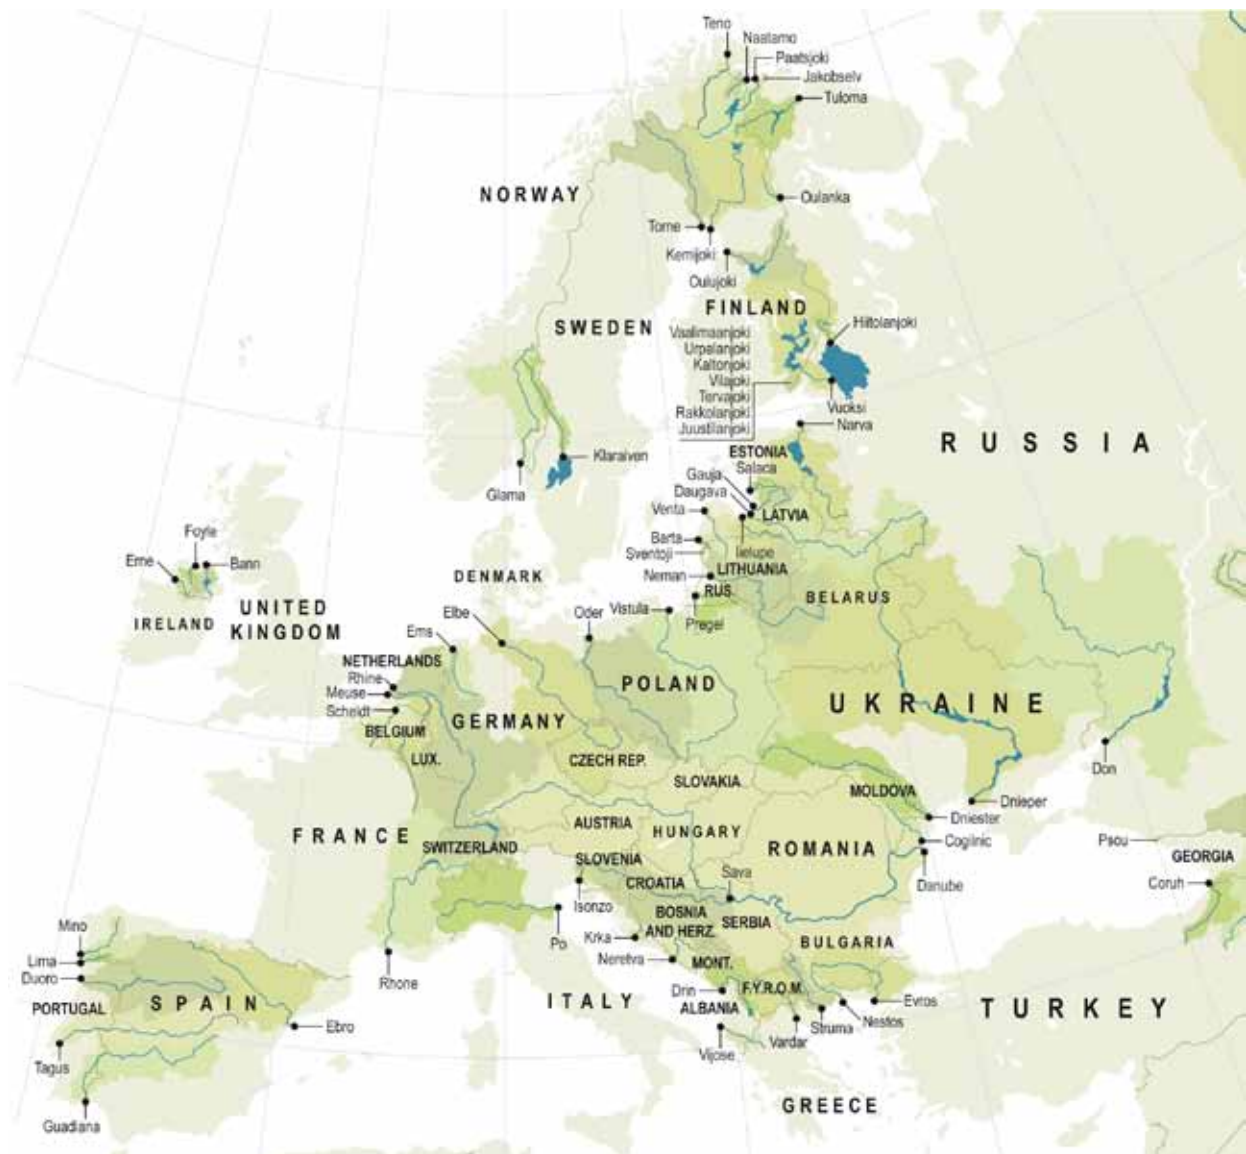 Teno
Naatamo
Paatsjoki
Jakobselv
Tuloma
NORWAY
Oulanka
Torne
Kemijoki
Oulujoki
FINLAND
SWEDEN
Hiitolanjoki
Vaalimaanjoki
Urpalanjoki
Kaltonjoki
Vilajoki
Tervajoki
Rakkolanjoki
Juustilanjoki
Vuoksi
Narva
RUSSIA
ESTONIA
Salaca
Klaralven
Gauja
Daugava
Glama
Venta
LATVIA
Foyle
Barta
Sventoji
lielupe
Erne
Bann
LITHUANIA
Neman
DENMARK
RUS.
BELARUS
Elbe
Oder
Vistula
Pregel
IRELAND
UNITED
KINGDOM
Ems
NETHERLANDS
Rhine
Meuse
Scheldt
POLAND
UKRAINE
GERMANY
BELGIUM
LUX.
CZECH REP.
Don
SLOVAKIA
MOLDOVA
Dnieper
Dniester
AUSTRIA
HUNGARY
FRANCE
SWITZERLAND
ROMANIA
Cogilnic
Psou
GEORGIA
SLOVENIA
Sava
Danube
Coruh
CROATIA
Isonzo
BOSNIA
AND HERZ.
SERBIA
Mino
Po
Krka
BULGARIA
Lima
Neretva
MONT.
Duoro
Rhone
Drin
F.Y.R.O.M.
PORTUGAL
SPAIN
ITALY
ALBANIA
Evros
TURKEY
Nestos
Struma
Ebro
Vardar
Tagus
Vijose
GREECE
Guadiana